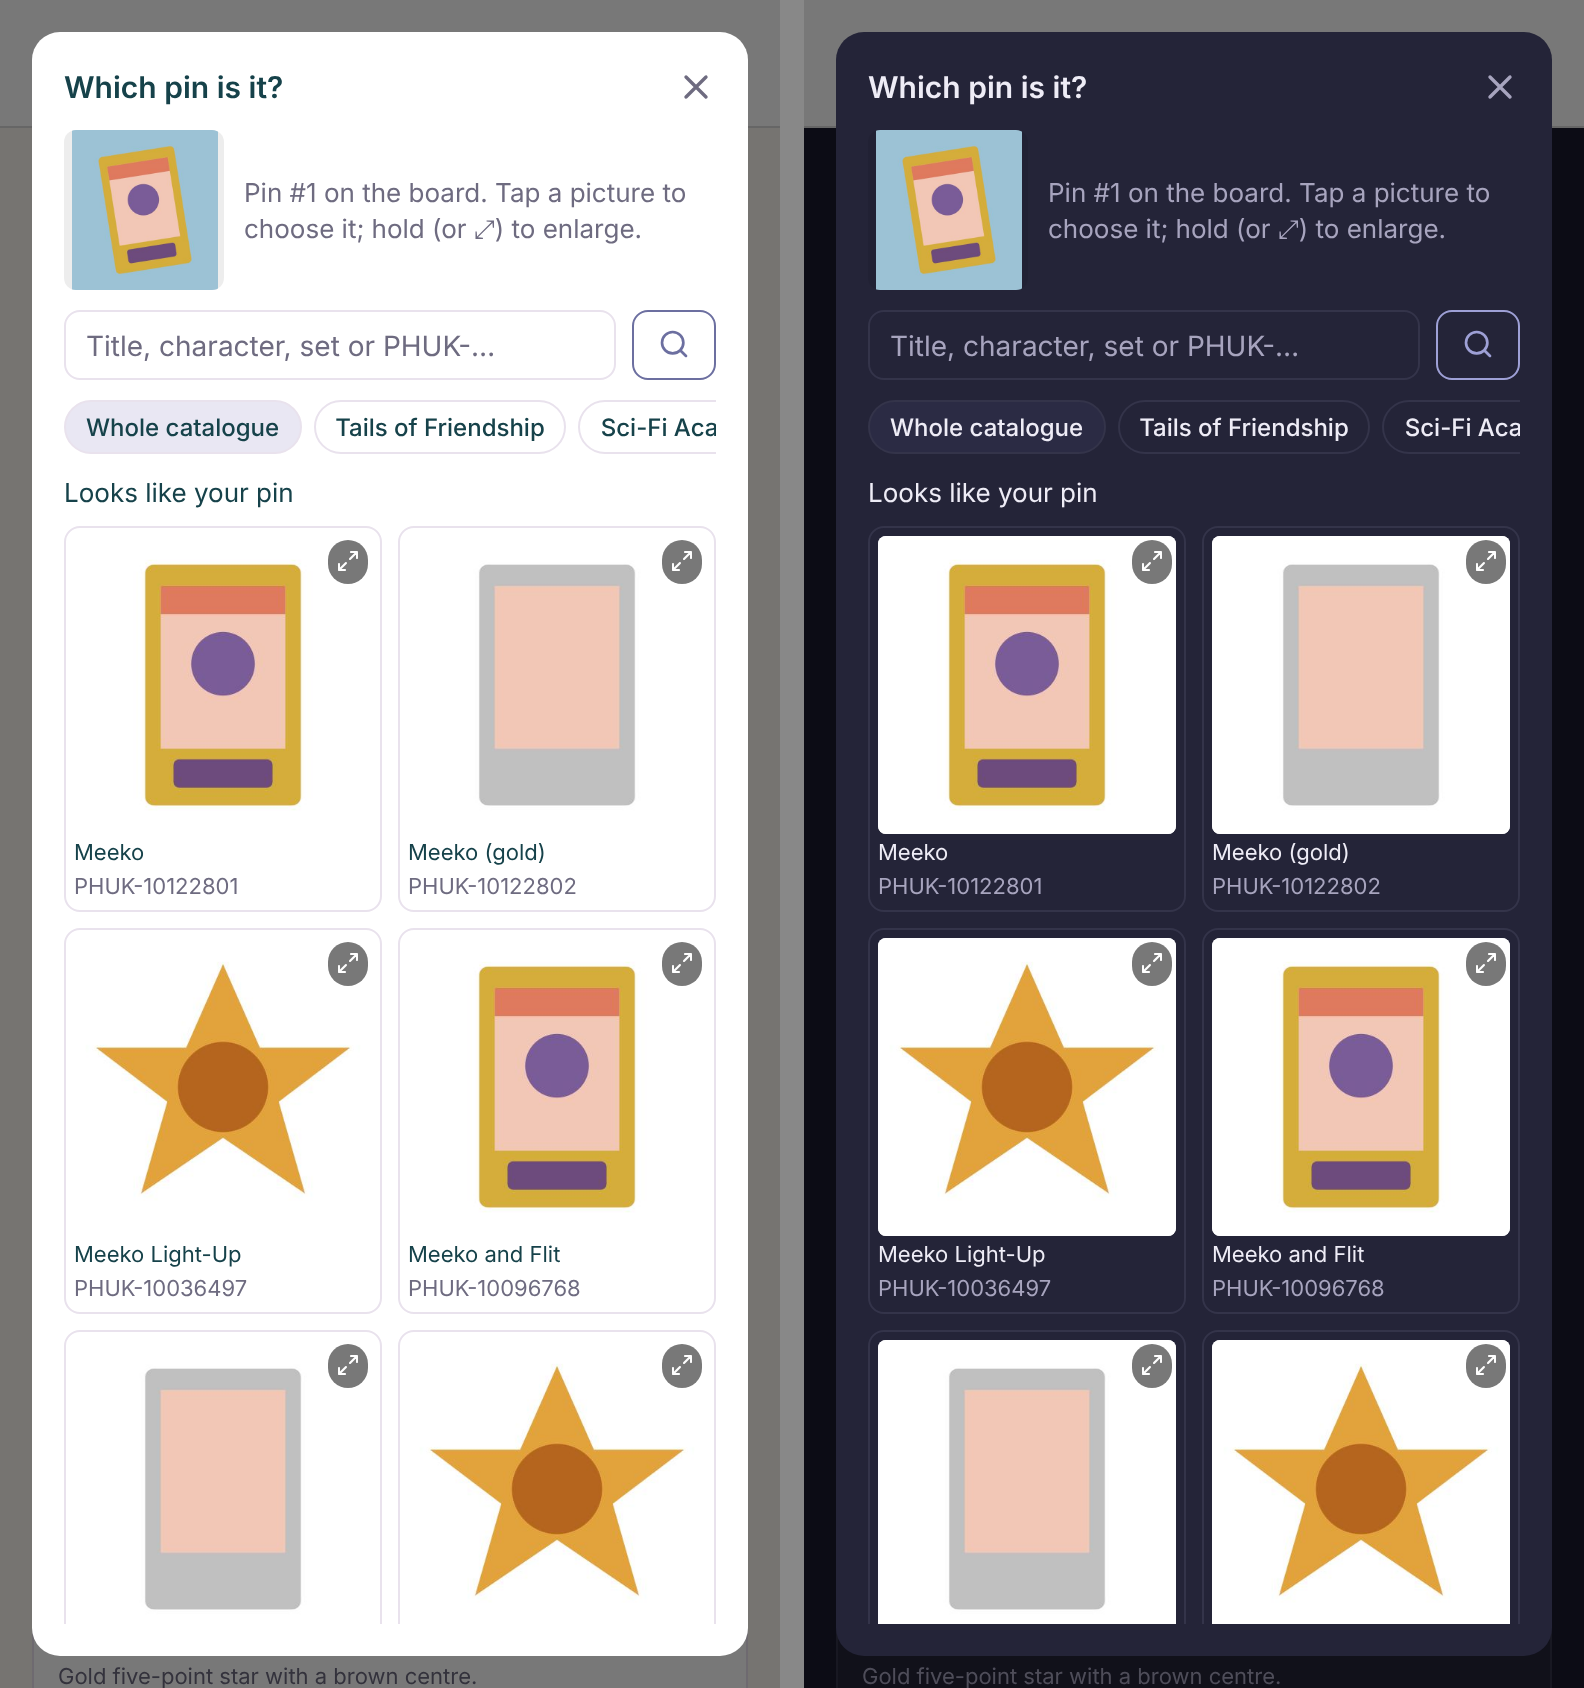 Which pin is it?
Pin #1 on the board. Tap a picture to
choose it; hold (or ⤢) to enlarge.
Title, character, set or PHUK-...
Whole catalogue
Tails of Friendship
Sci-Fi Aca
Looks like your pin
Meeko
PHUK-10122801
Meeko (gold)
PHUK-10122802
Meeko Light-Up
PHUK-10036497
Meeko and Flit
PHUK-10096768
Gold five-point star with a brown centre.
Which pin is it?
Pin #1 on the board. Tap a picture to
choose it; hold (or ⤢) to enlarge.
Title, character, set or PHUK-...
Whole catalogue
Tails of Friendship
Sci-Fi Aca
Looks like your pin
Meeko
PHUK-10122801
Meeko (gold)
PHUK-10122802
Meeko Light-Up
PHUK-10036497
Meeko and Flit
PHUK-10096768
Gold five-point star with a brown centre.